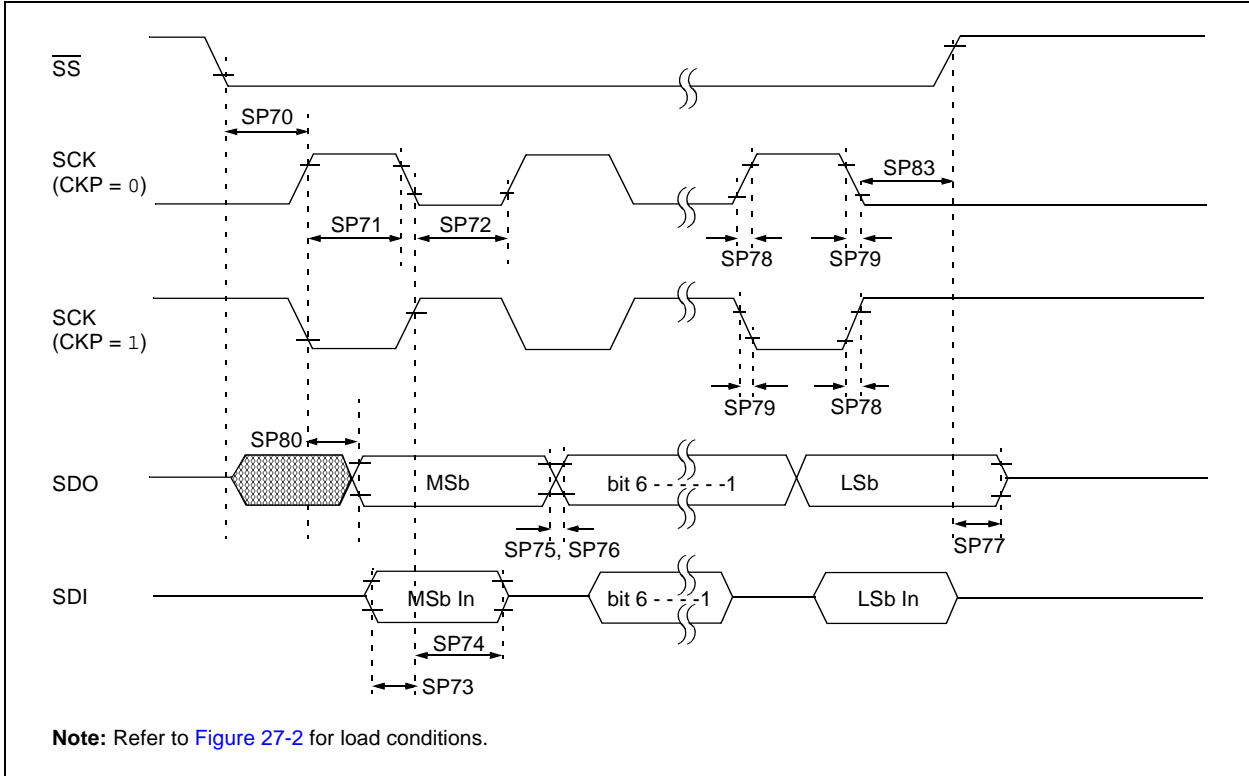 SS
SP70
SCK
(CKP = 0)
SP83
SP71
SP72
SP78
SP79
SCK
(CKP = 1)
SP79
SP78
SP80
SDO
MSb
bit 6 - - - - - -1
LSb
SP75, SP76
SP77
SDI
MSb In
bit 6 - - - -1
LSb In
SP74
SP73
Note: Refer to Figure 27-2 for load conditions.